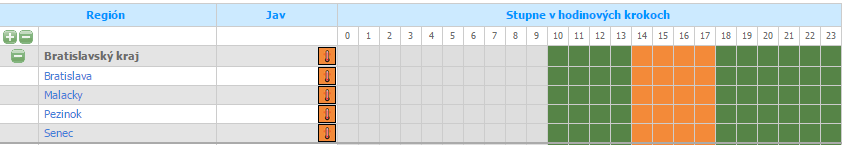 Región Jav Stupne v hodinových krokoch
0 1 2 3 4 5 6 7 8 9 10 11 12 13 14 15 16 17 18 19 20 21 22 23
Bratislavský kraj
Bratislava
Malacky
Pezinok
Senec